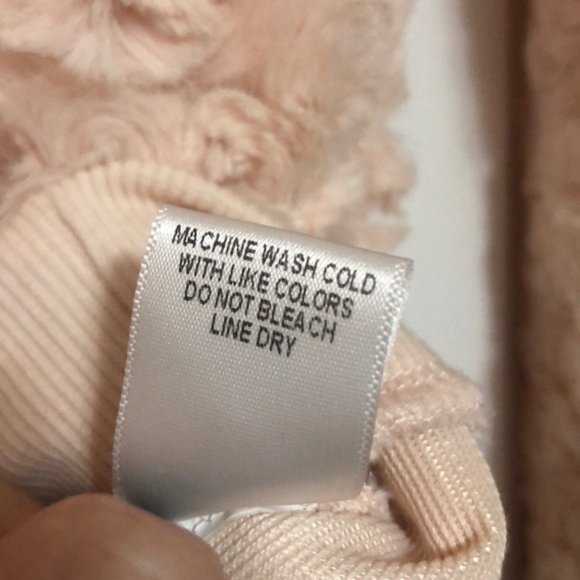 MACHINE WASH COLD
WITH LIKE COLORS
DO NOT BLEACH
LINE DRY